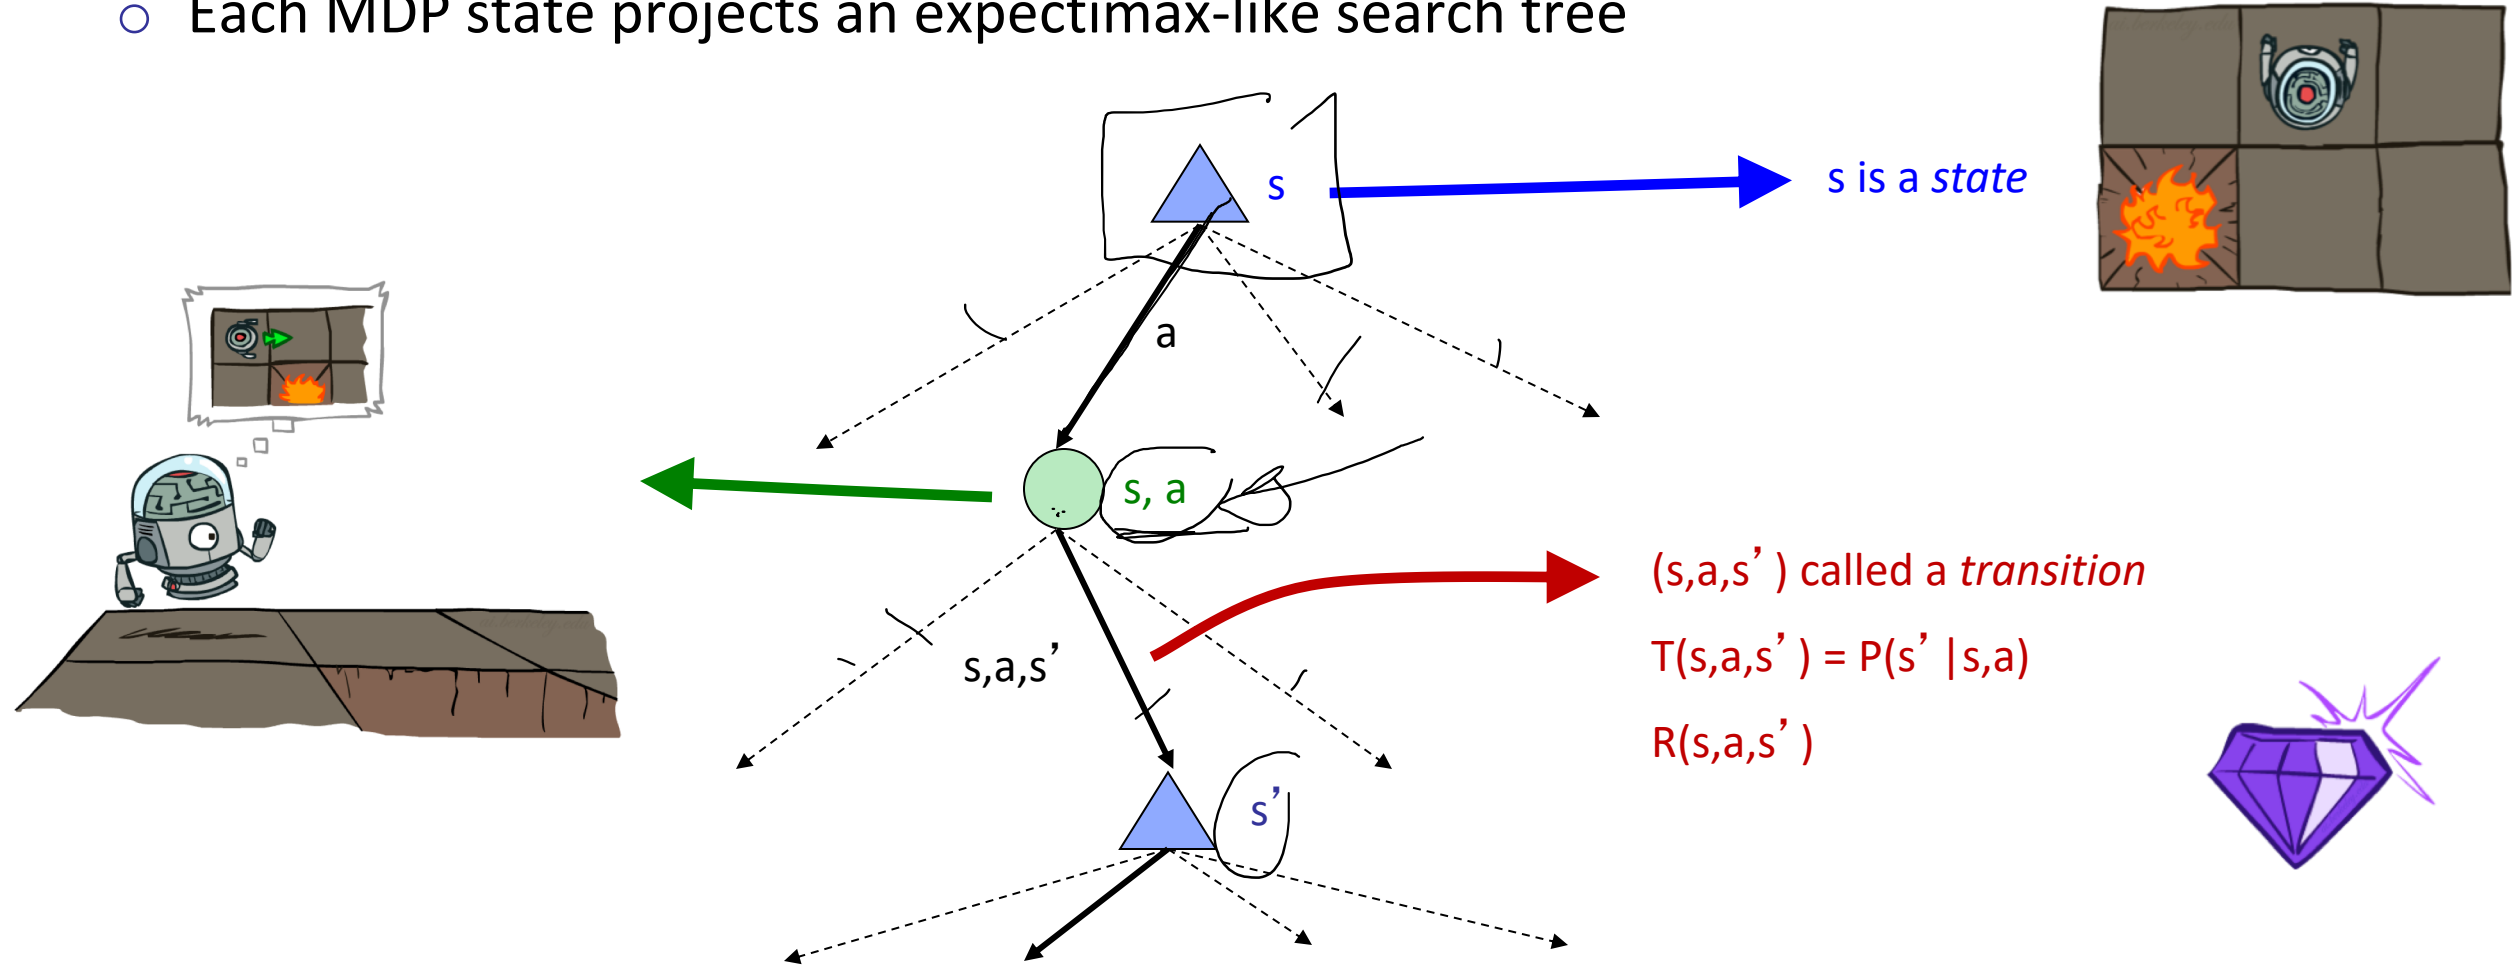 Each MDP state projects an expectimax-like search tree
s
s is a state
a
s, a
(s,a,s’ ) called a transition
s,a,s’
T(s,a,s’ ) = P(s’ |s,a)
R(s,a,s’ )
s’